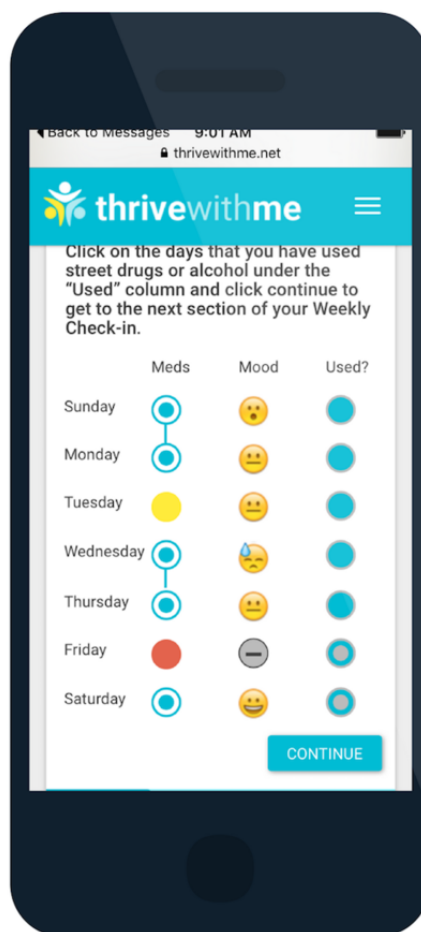 Back to Messages 9:01 AM
thrivewithme.net
thrivewithme
Click on the days that you have used
street drugs or alcohol under the
“Used” column and click continue to
get to the next section of your Weekly
Check-in.
Meds Mood Used?
Sunday
Monday
Tuesday
Wednesday
Thursday
Friday
Saturday
CONTINUE